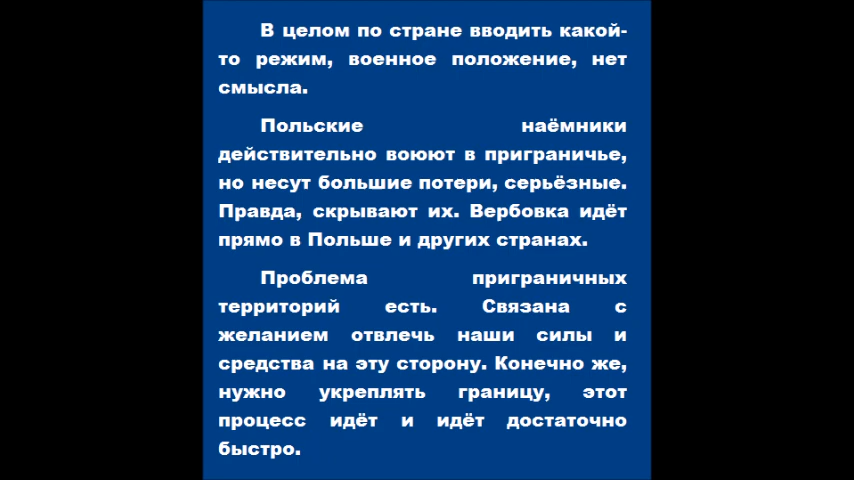 В целом по стране вводить какой-
то режим, военное положение, нет
смысла.
Польские наёмники
действительно воюют в приграничье,
но несут большие потери, серьёзные.
Правда, скрывают их. Вербовка идёт
прямо в Польше и других странах.
Проблема приграничных
территорий есть. Связана с
желанием отвлечь наши силы и
средства на эту сторону. Конечно же,
нужно укреплять границу, этот
процесс идёт и идёт достаточно
быстро.